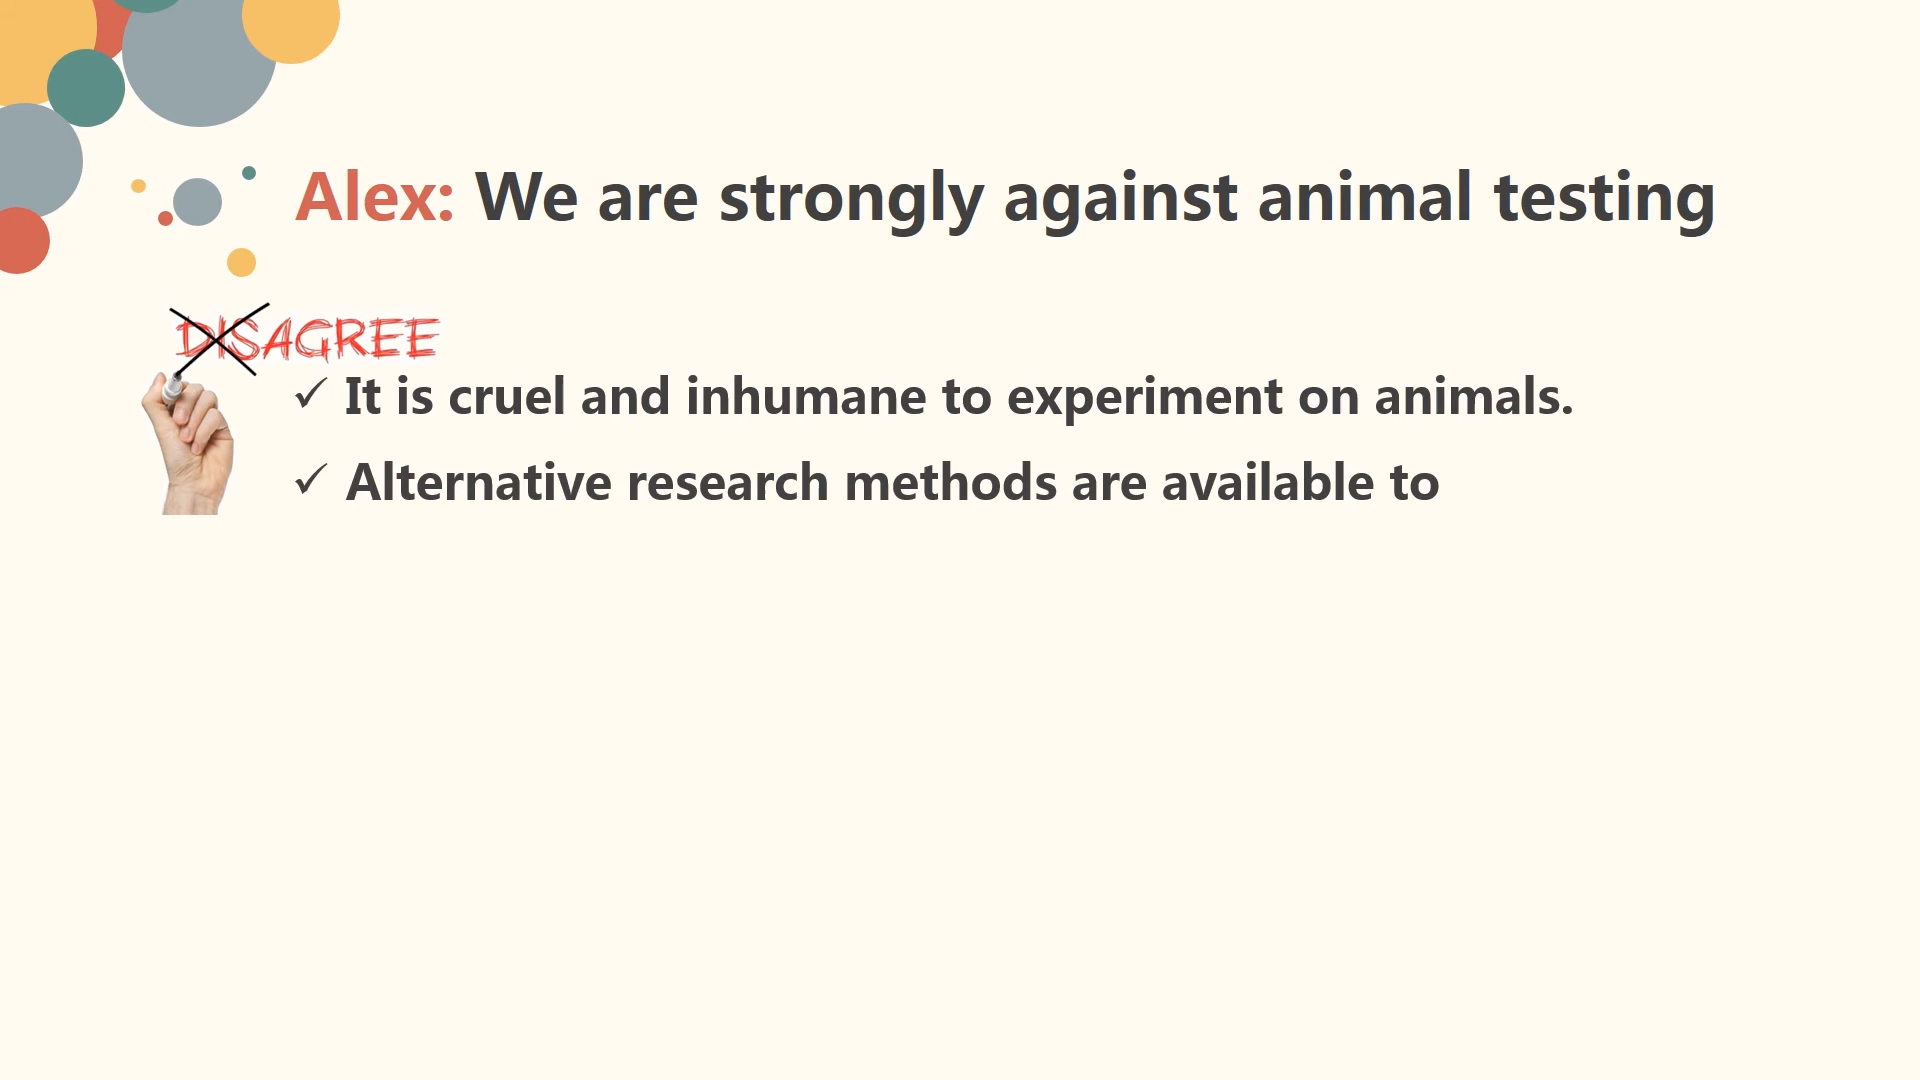 Alex: We are strongly against animal testing
DISAGREE
✓ It is cruel and inhumane to experiment on animals.
✓ Alternative research methods are available to